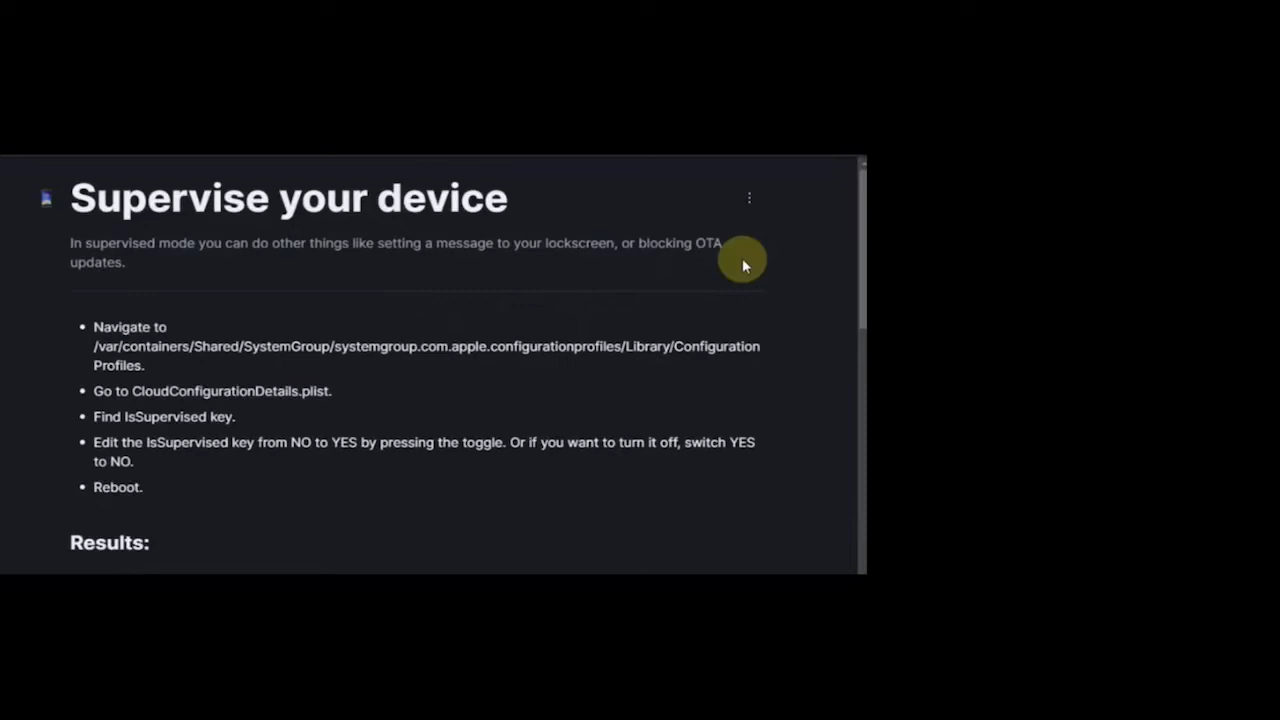 Supervise your device
In supervised mode you can do other things like setting a message to your lockscreen, or blocking OTA
updates.
• Navigate to
/var/containers/Shared/SystemGroup/systemgroup.com.apple.configurationprofiles/Library/Configuration
Profiles.
• Go to CloudConfigurationDetails.plist.
• Find IsSupervised key.
• Edit the IsSupervised key from NO to YES by pressing the toggle. Or if you want to turn it off, switch YES
to NO.
• Reboot.
Results: